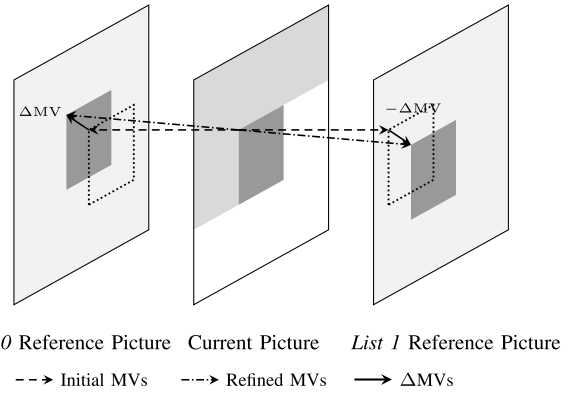 ΔMV
−ΔMV
0 Reference Picture Current Picture List 1 Reference Picture
Initial MVs Refined MVs ΔMVs